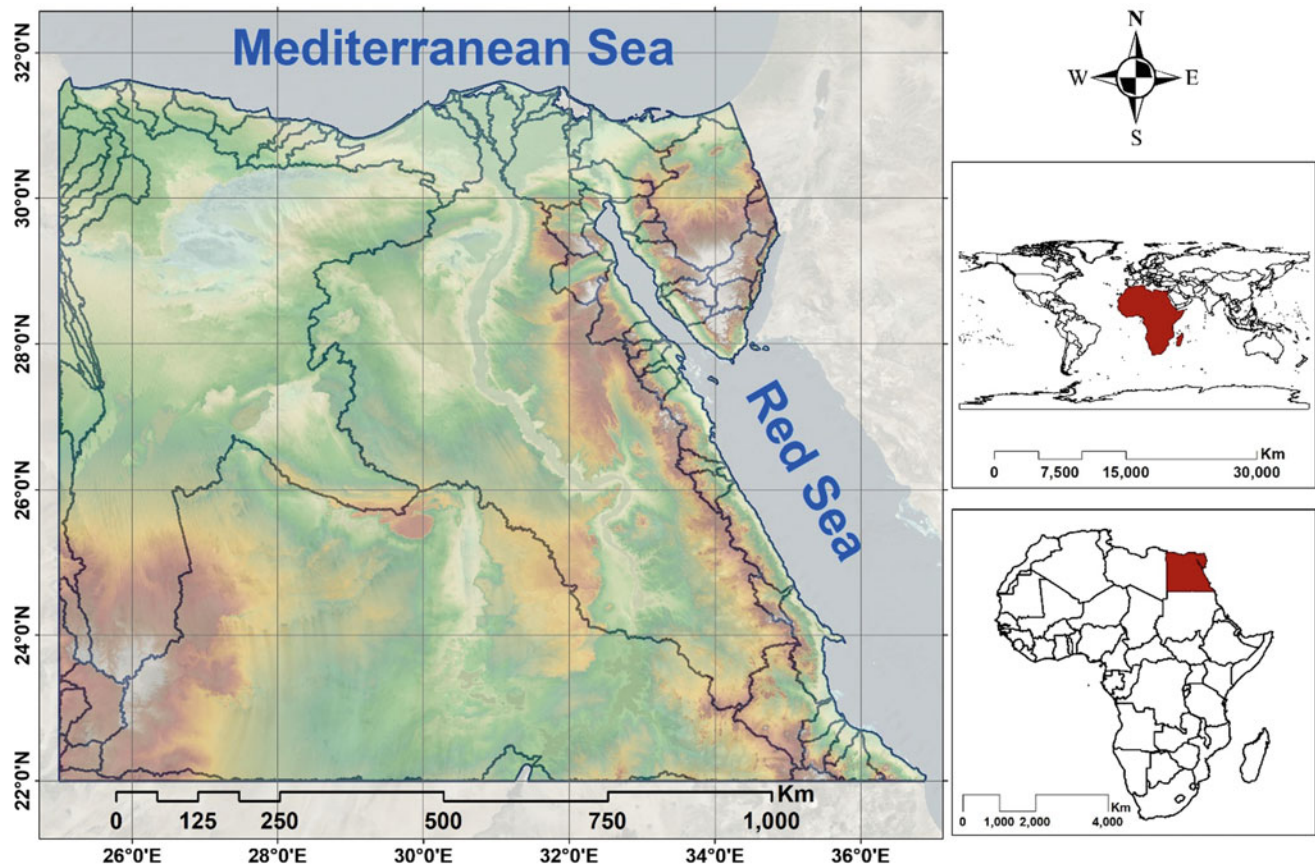 Mediterranean Sea
Red Sea
32°0'N
30°0'N
28°0'N
26°0'N
24°0'N
22°0'N
Km
0 125 250 500 750 1,000
26°0'E 28°0'E 30°0'E 32°0'E 34°0'E 36°0'E
N
W E
S
Km
0 7,500 15,000 30,000
Km
0 1,000 2,000 4,000